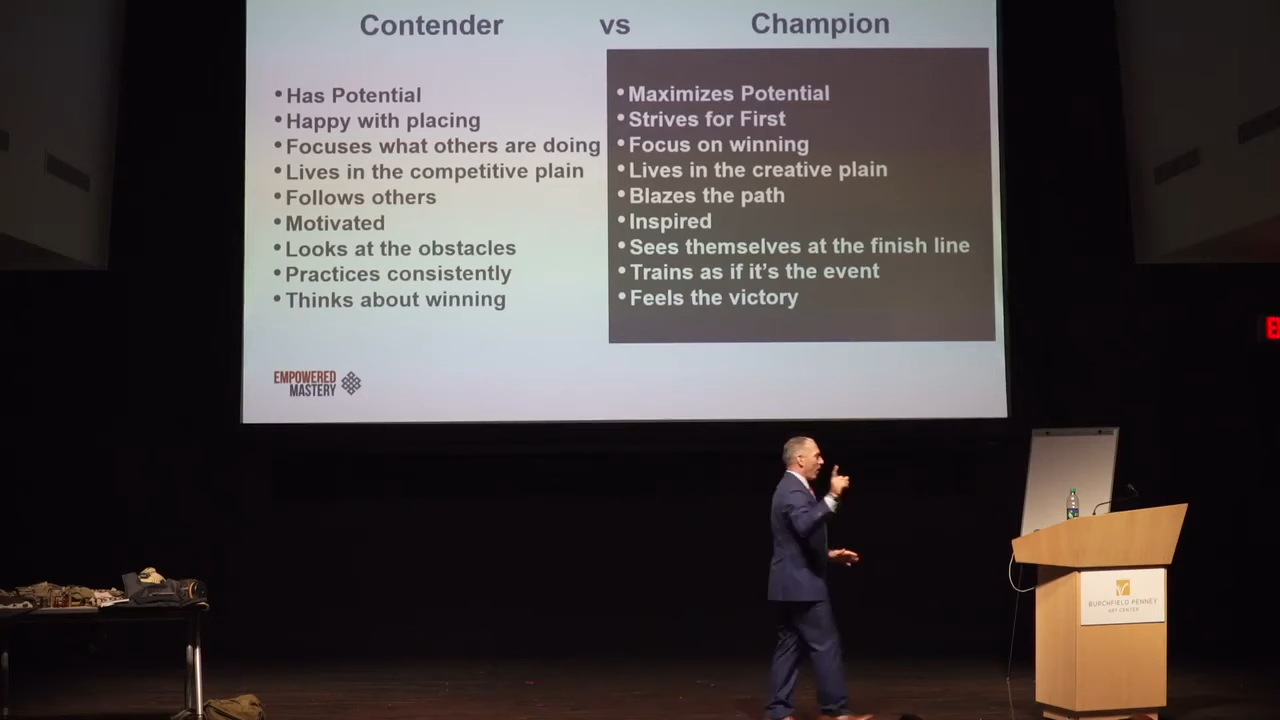 Contender vs Champion
• Has Potential
• Happy with placing
• Focuses what others are doing
• Lives in the competitive plain
• Follows others
• Motivated
• Looks at the obstacles
• Practices consistently
• Thinks about winning
• Maximizes Potential
• Strives for First
• Focus on winning
• Lives in the creative plain
• Blazes the path
• Inspired
• Sees themselves at the finish line
• Trains as if it's the event
• Feels the victory
EMPOWERED
MASTERY
BURCHFIELD PENNEY
ART CENTER